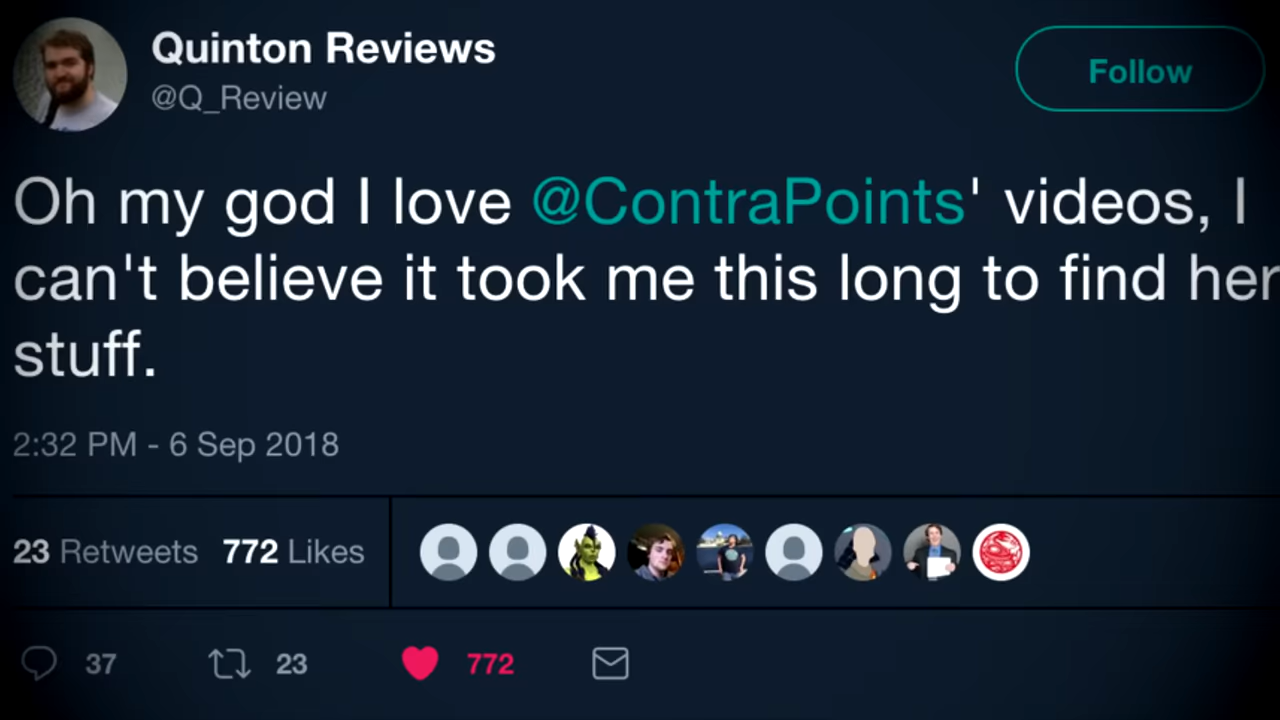 Quinton Reviews
@Q_Review
Follow
Oh my god I love @ContraPoints' videos, I
can't believe it took me this long to find her
stuff.
2:32 PM - 6 Sep 2018
23 Retweets 772 Likes
37 23 772